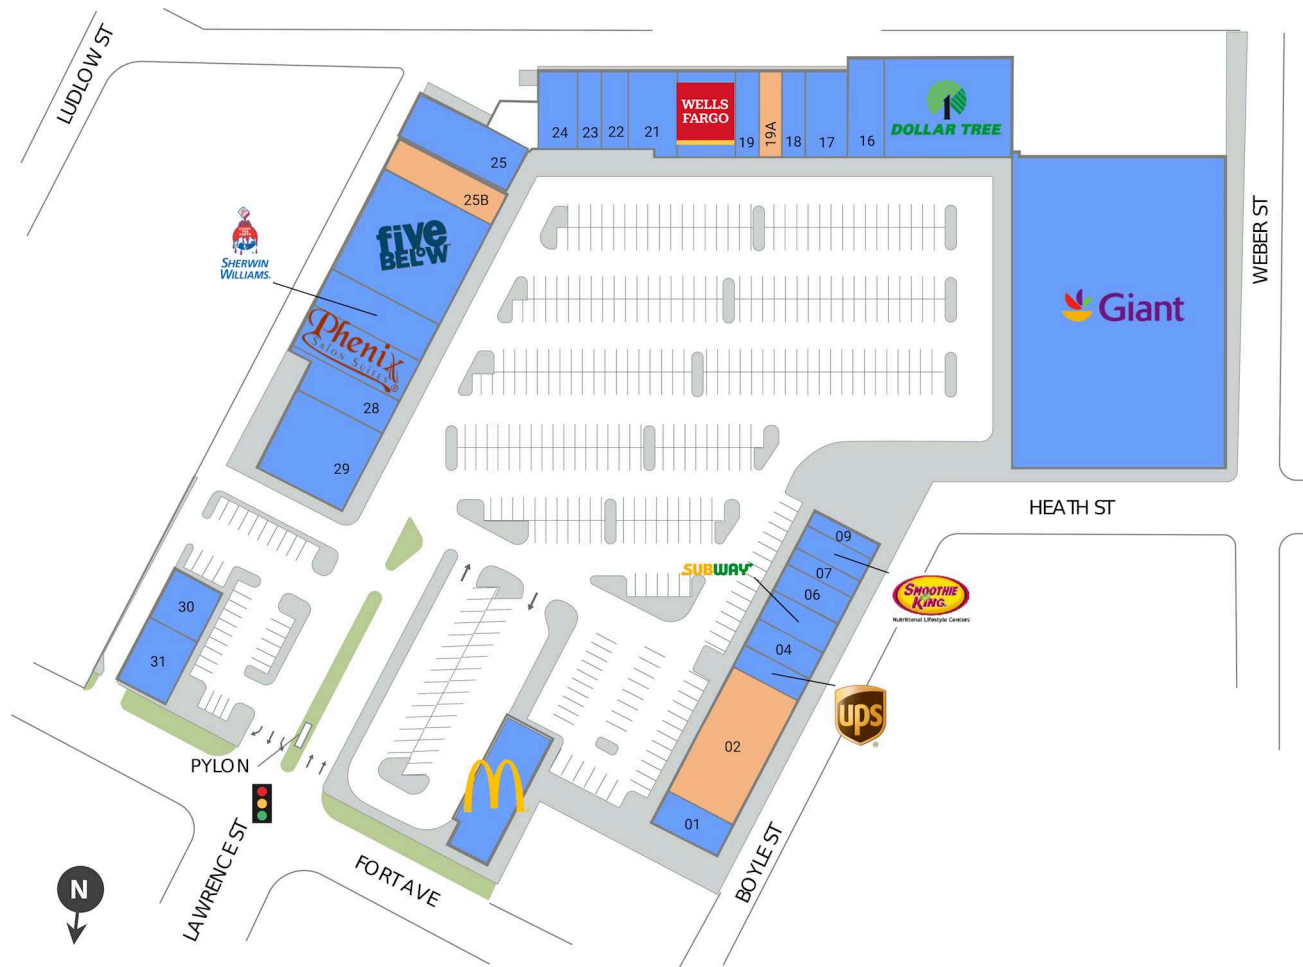 LUDLOW ST
24
23
22
21
WELLS
FARGO
19
19A
18
17
16
1
DOLLAR TREE
25
25B
five
BELOW
SHERWIN
WILLIAMS.
Phenix
SALON SUITES®
28
29
Giant
WEBER ST
HEATH ST
09
07
06
SUBWAY
04
SMOOTHIE
KING®
Nutritional Lifestyle Centers
ups
®
02
01
30
31
PYLON
LAWRENCE ST
FORT AVE
BOYLE ST
N